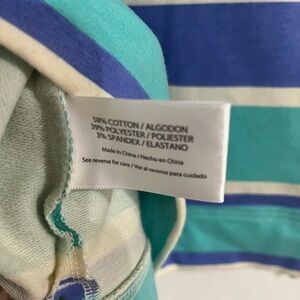 58% COTTON / ALGODON
39% POLYESTER / POLIESTER
3% SPANDEX / ELASTANO
Made in China / Hecho en China
See reverse for care / Ver al reverso para cuidado